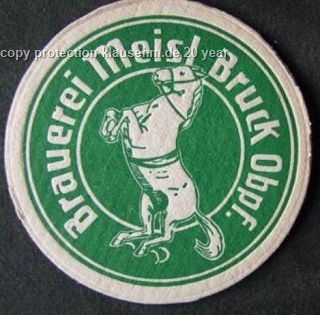 copy protection klausehm.de 20 year
Brauerei Meisl Bruck Obpf.